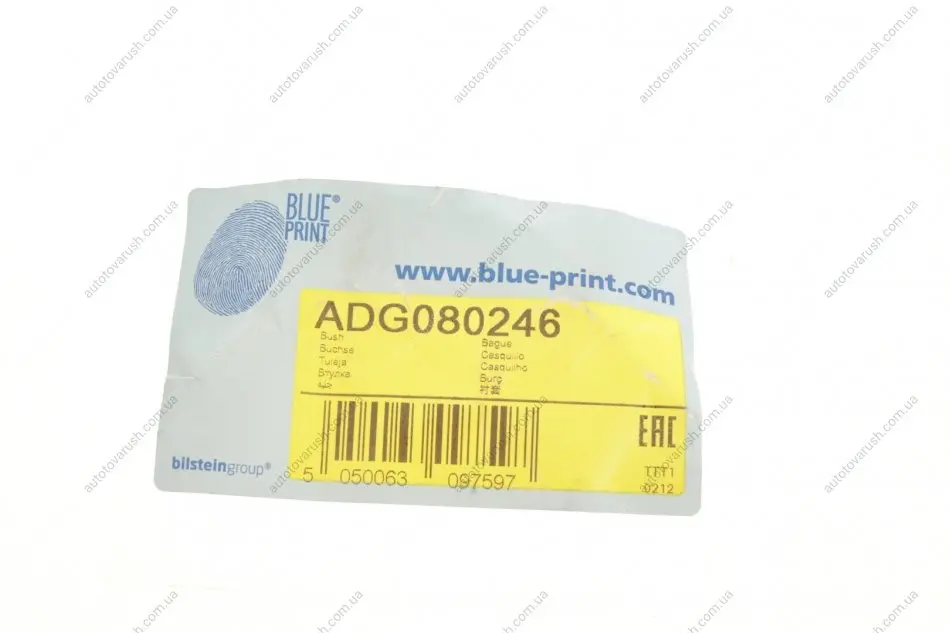 BLUE®
PRINT
www.blue-print.com
ADG080246
Bush
Bague
Buchse
Casquivo
Tuleja
Casquilho
Втулка
Burç
衬套
EAC
bilsteingroup®
5 050063 097597
0212
autotovarush.com.ua